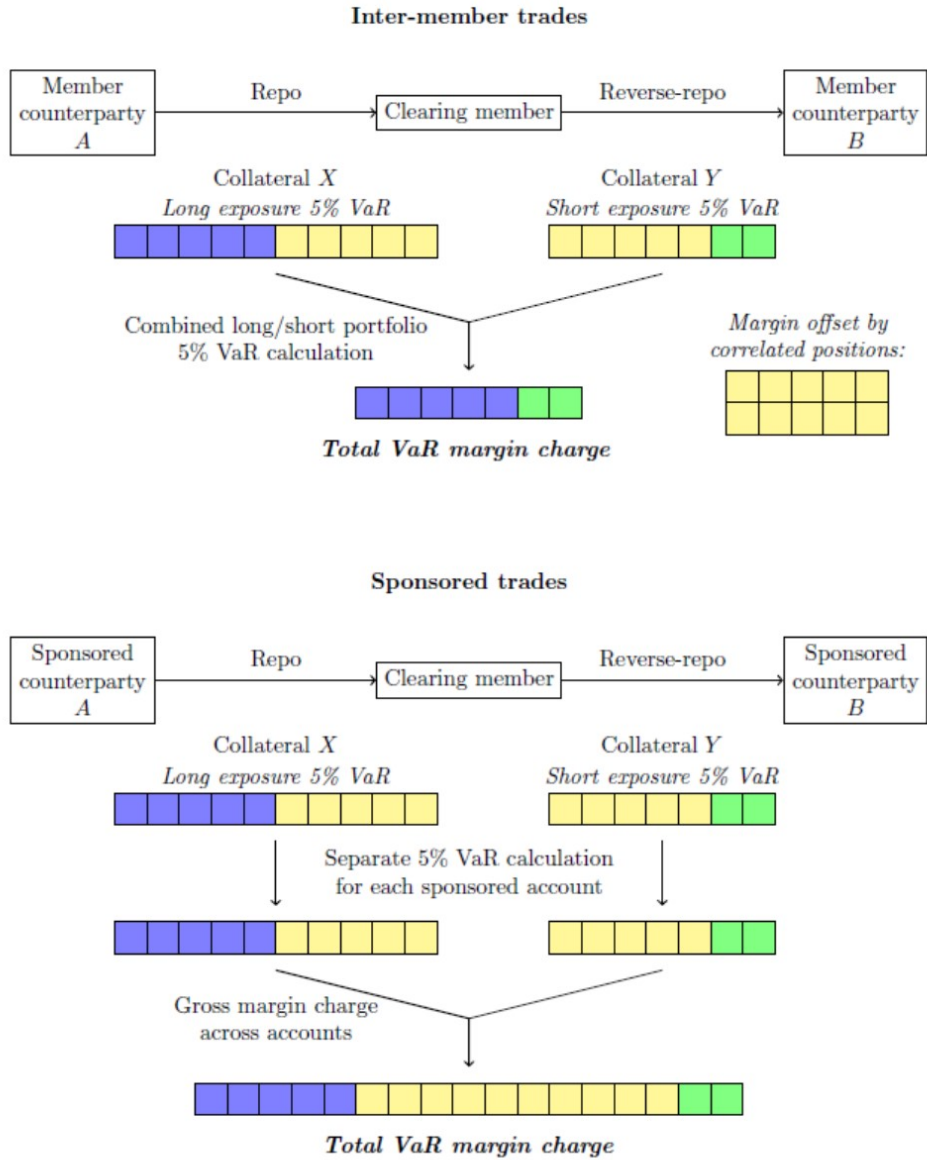 Inter-member trades
Member
counterparty
A
Repo
Clearing member
Reverse-repo
Member
counterparty
B
Collateral X
Long exposure 5% VaR
Collateral Y
Short exposure 5% VaR
Combined long/short portfolio
5% VaR calculation
Margin offset by
correlated positions:
Total VaR margin charge
Sponsored trades
Sponsored
counterparty
A
Repo
Clearing member
Reverse-repo
Sponsored
counterparty
B
Collateral X
Long exposure 5% VaR
Collateral Y
Short exposure 5% VaR
Separate 5% VaR calculation
for each sponsored account
Gross margin charge
across accounts
Total VaR margin charge